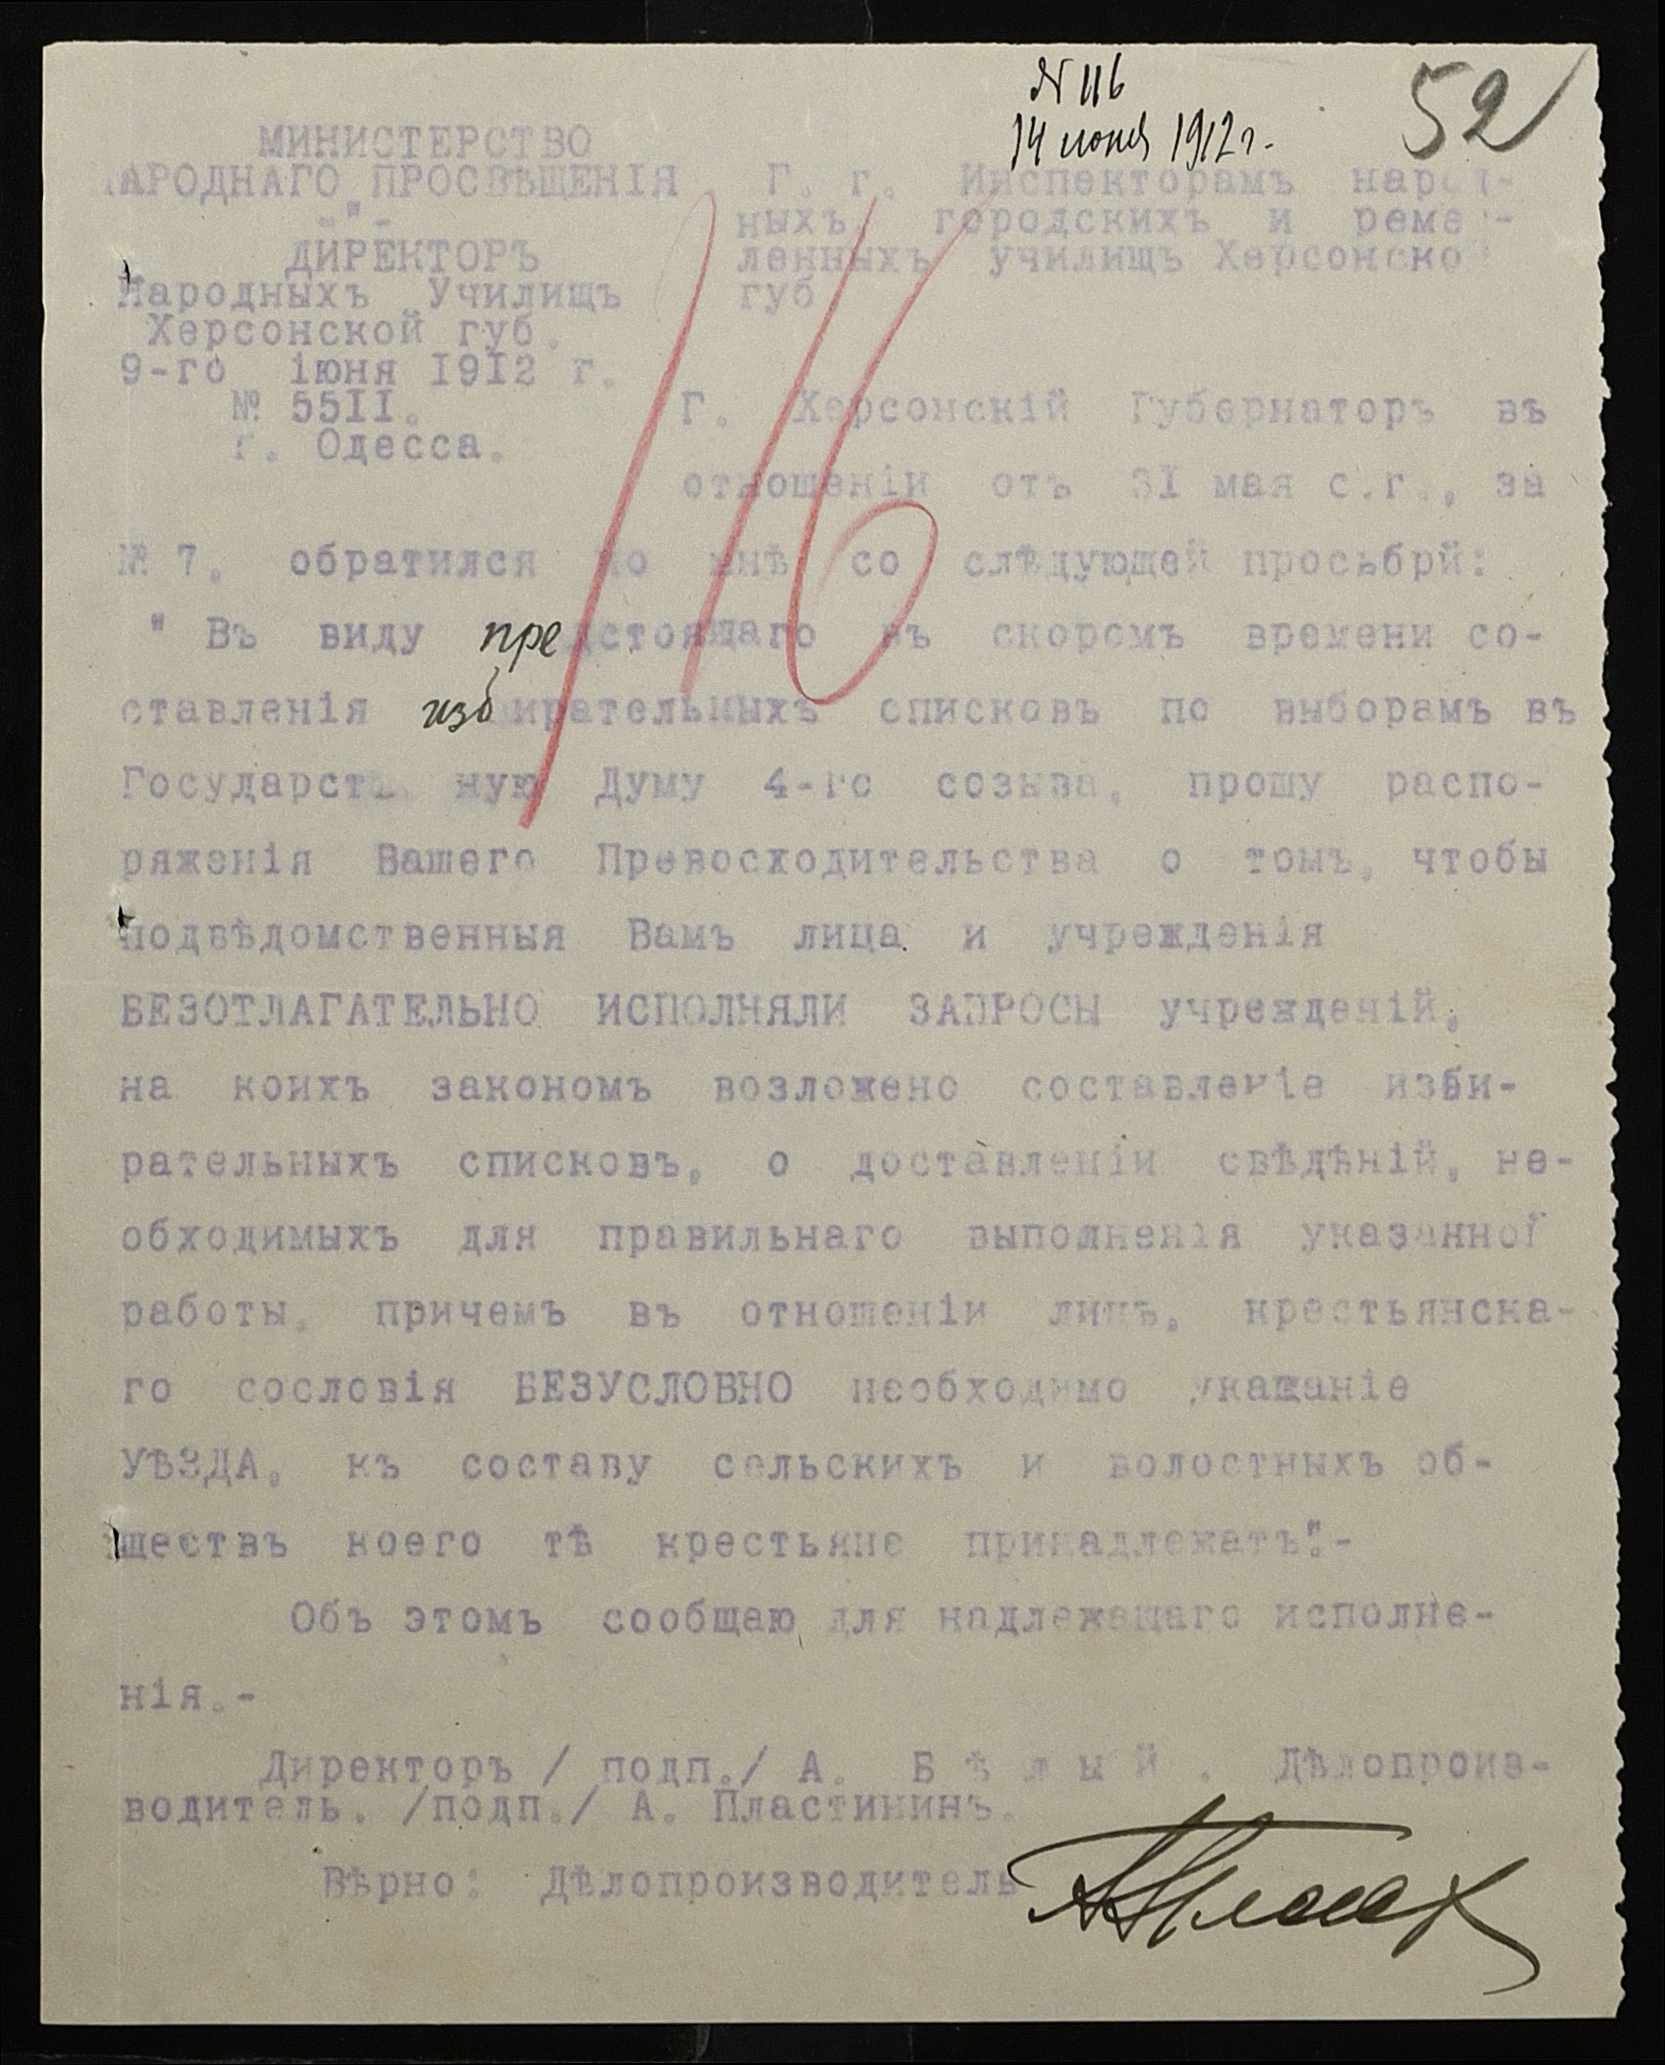 № 116
14 июня 1912 г.
52
116
МИНИСТЕРСТВО
НАРОДНАГО ПРОСВѢЩЕНІЯ
-"-
ДИРЕКТОРЪ
Народныхъ Училищъ
Херсонской губ.
9-го іюня 1912 г.
№ 55II.
г. Одесса.
Г. г. Инспекторамъ народ-
ныхъ, городскихъ и реме-
ленныхъ училищъ Херсонской
губ
Г. Херсонскій Губернаторъ въ
отношеніи отъ 3I мая с.г., за
№ 7, обратился ко мнѣ со слѣдующей просьбрй:
" Въ виду предстоящаго въ скоромъ времени со-
ставленія избирательныхъ списковъ по выборамъ въ
Государств ную Думу 4-го созыва, прошу распо-
ряженія Вашего Превосходительства о томъ, чтобы
подвѣдомственныя Вамъ лица и учрежденія
БЕЗОТЛАГАТЕЛЬНО ИСПОЛНЯЛИ ЗАПРОСЫ учрежденій,
на коихъ закономъ возложено составленіе изби-
рательныхъ списковъ, о доставленіи свѣдѣній, не-
обходимыхъ для правильнаго выполненія указанной
работы, причемъ въ отношеніи лицъ, крестьянска-
го сословія БЕЗУСЛОВНО необходимо указаніе
УѢЗДА, къ составу сельскихъ и волостныхъ об-
ществъ коего тѣ крестьяне принадлежатъ".-
Объ этомъ сообщаю для надлежащаго исполне-
нія.-
Директоръ / подп./ А. Б ѣ л ы й . Дѣлопроиз-
водитель. /подп./ А. Пластининъ.
Вѣрно: Дѣлопроизводитель